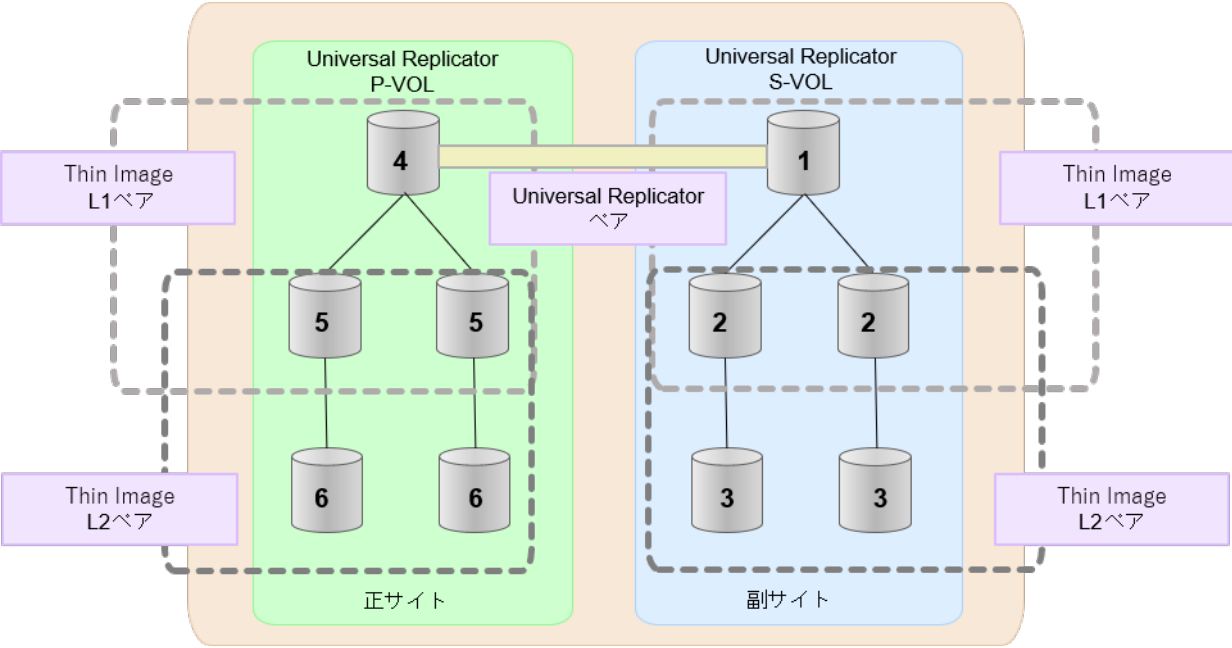 Universal Replicator
P-VOL
Universal Replicator
S-VOL
4
1
Thin Image
L1ペア
Universal Replicator
ペア
Thin Image
L1ペア
5
5
2
2
6
6
3
3
Thin Image
L2ペア
Thin Image
L2ペア
正サイト
副サイト